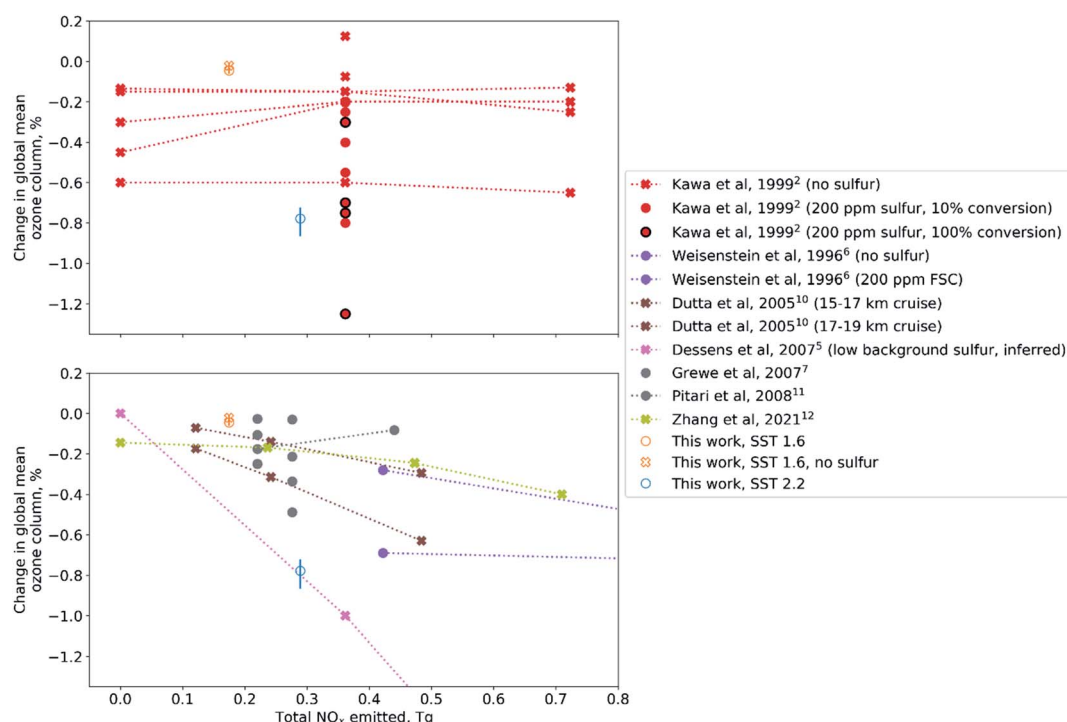 0.2
0.0
−0.2
−0.4
−0.6
−0.8
−1.0
−1.2
Change in global mean
ozone column, %
0.2
0.0
−0.2
−0.4
−0.6
−0.8
−1.0
−1.2
Change in global mean
ozone column, %
0.0 0.1 0.2 0.3 0.4 0.5 0.6 0.7 0.8
Total NOₓ emitted, Tg
Kawa et al, 1999² (no sulfur)
Kawa et al, 1999² (200 ppm sulfur, 10% conversion)
Kawa et al, 1999² (200 ppm sulfur, 100% conversion)
Weisenstein et al, 1996⁶ (no sulfur)
Weisenstein et al, 1996⁶ (200 ppm FSC)
Dutta et al, 2005¹⁰ (15-17 km cruise)
Dutta et al, 2005¹⁰ (17-19 km cruise)
Dessens et al, 2007⁵ (low background sulfur, inferred)
Grewe et al, 2007⁷
Pitari et al, 2008¹¹
Zhang et al, 2021¹²
This work, SST 1.6
This work, SST 1.6, no sulfur
This work, SST 2.2